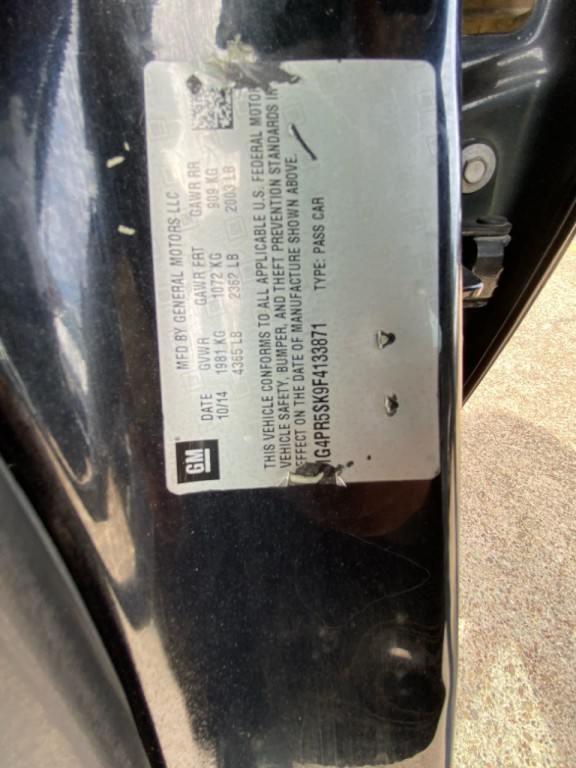 GM
MFD BY GENERAL MOTORS LLC
DATE GVWR GAWR FRT GAWR RR
10/14 1981 KG 1072 KG 909 KG
4365 LB 2362 LB 2003 LB
THIS VEHICLE CONFORMS TO ALL APPLICABLE U.S. FEDERAL MOTOR
VEHICLE SAFETY, BUMPER, AND THEFT PREVENTION STANDARDS IN
EFFECT ON THE DATE OF MANUFACTURE SHOWN ABOVE.
1G4PR5SK9F4133871 TYPE: PASS CAR